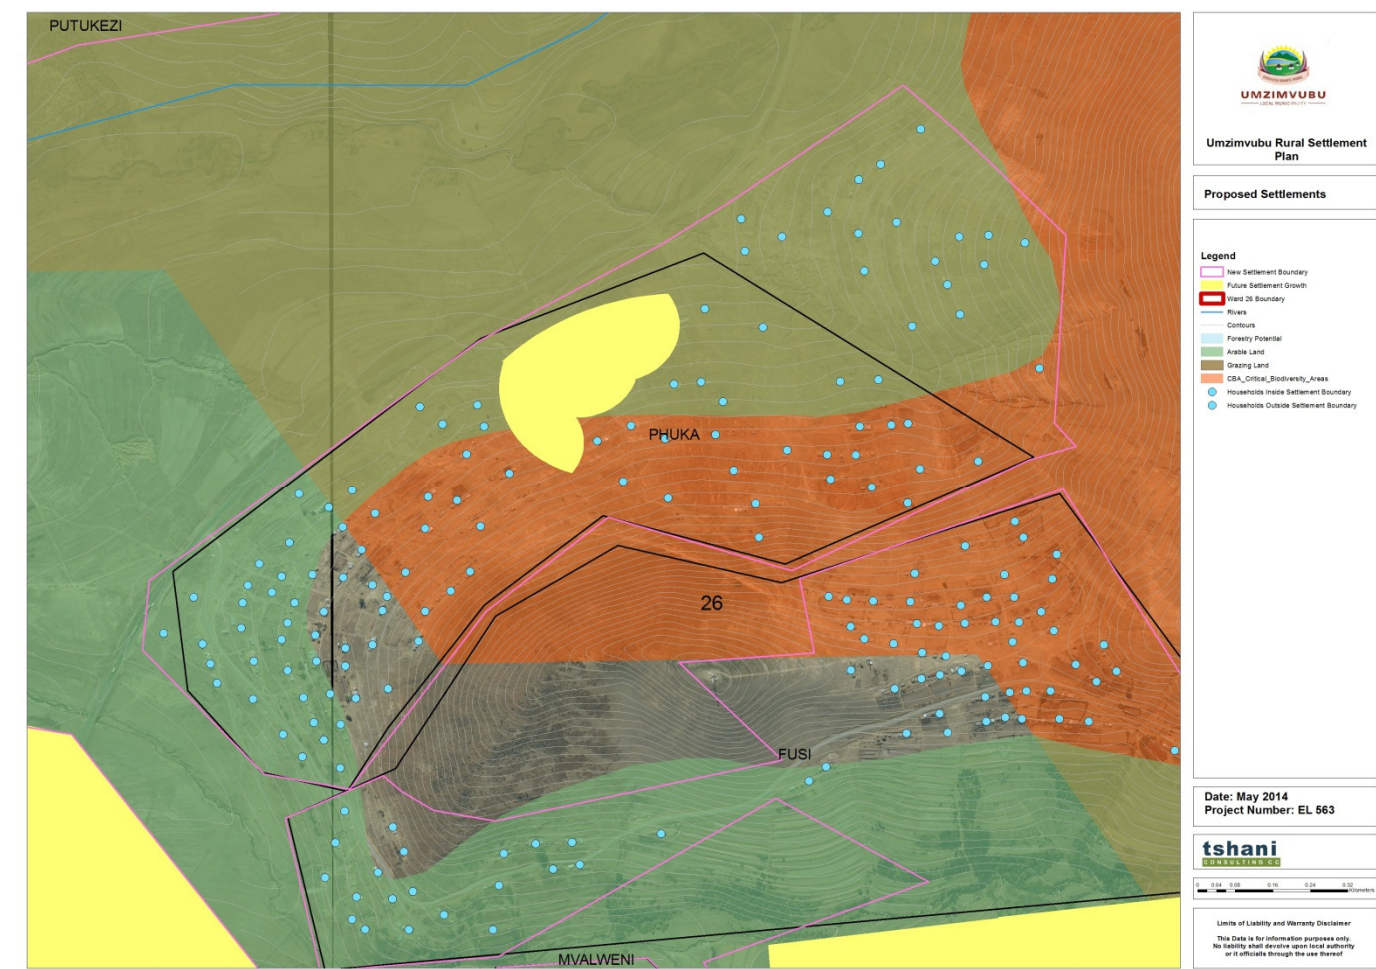 PUTUKEZI
PHUKA
26
FUSI
MVALWENI
UMZIMVUBU
LOCAL MUNICIPALITY
Umzimvubu Rural Settlement
Plan
Proposed Settlements
Legend
New Settlement Boundary
Future Settlement Growth
Ward 26 Boundary
Rivers
Contours
Forestry Potential
Arable Land
Grazing Land
CBA_Critical_Biodiversity_Areas
Households Inside Settlement Boundary
Households Outside Settlement Boundary
Date: May 2014
Project Number: EL 563
tshani
CONSULTING CC
0 0.04 0.08 0.16 0.24 0.32
Kilometers
Limits of Liability and Warranty Disclaimer
This Data is for information purposes only.
No liability shall devolve upon local authority
or it officials through the use thereof